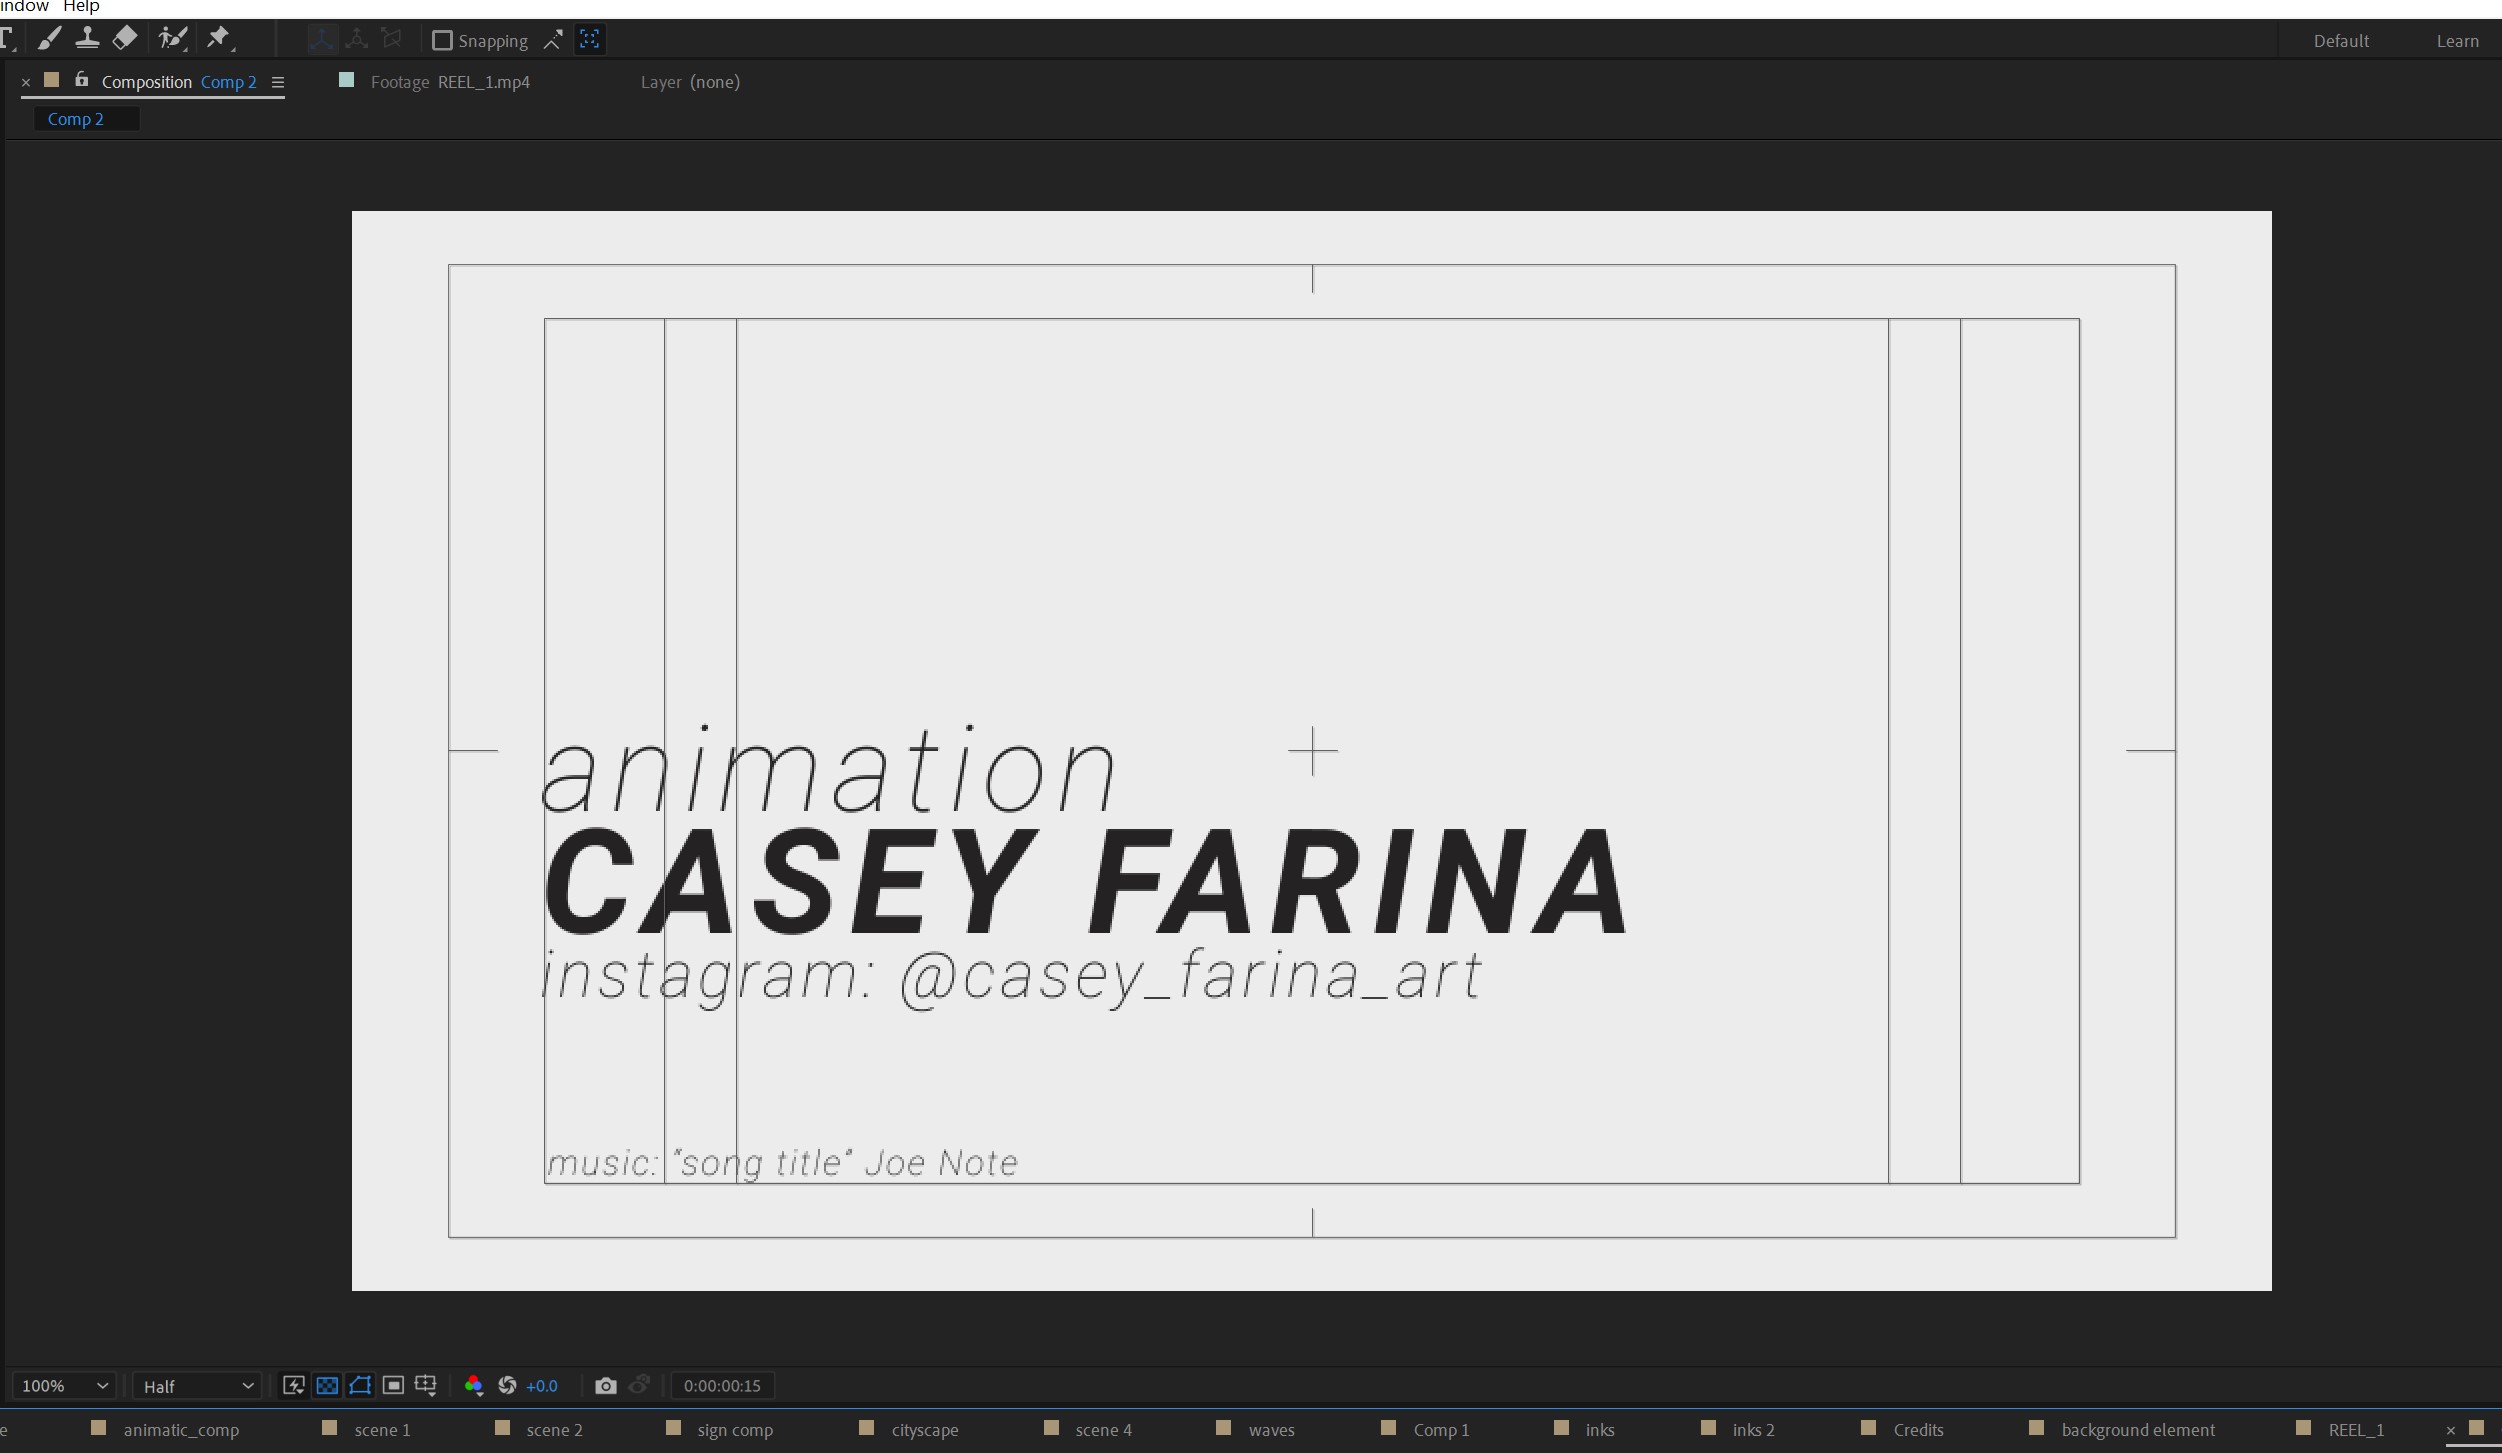 indow Help
Snapping Default Learn
Composition Comp 2 Footage REEL_1.mp4 Layer (none)
Comp 2
animation
CASEY FARINA
instagram: @casey_farina_art
music: "song title" Joe Note
100% Half +0.0 0:00:00:15
e animatic_comp scene 1 scene 2 sign comp cityscape scene 4 waves Comp 1 inks inks 2 Credits background element REEL_1